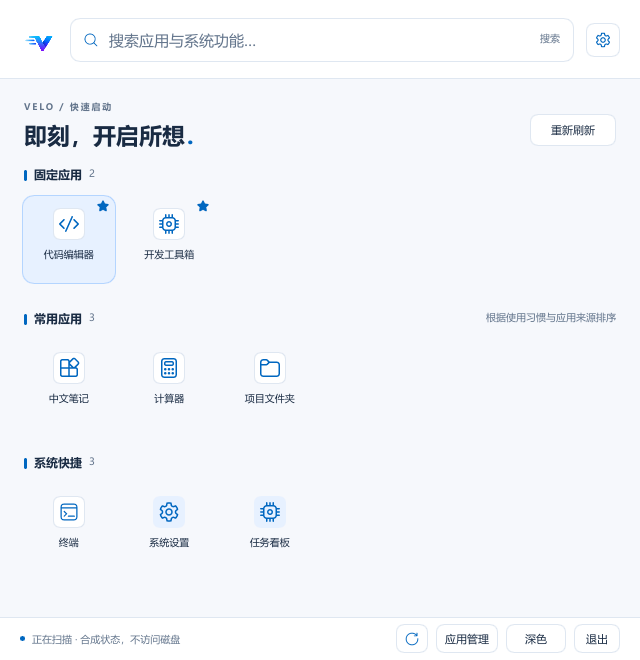 搜索应用与系统功能...
搜索
VELO / 快速启动
即刻，开启所想.
重新刷新
固定应用 2
代码编辑器
开发工具箱
常用应用 3
根据使用习惯与应用来源排序
中文笔记
计算器
项目文件夹
系统快捷 3
终端
系统设置
任务看板
正在扫描 · 合成状态，不访问磁盘
应用管理
深色
退出